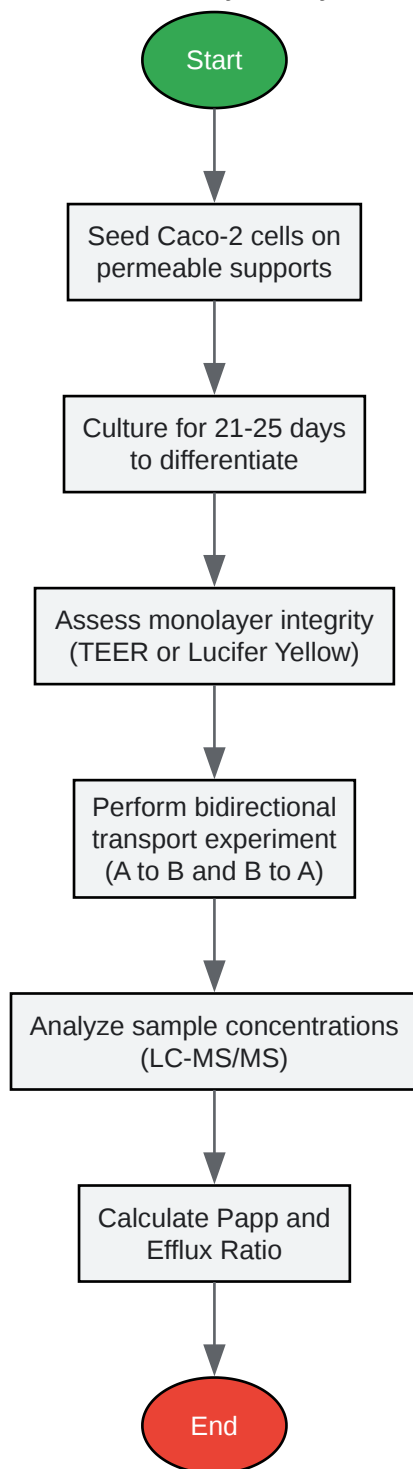 Start
Seed Caco-2 cells on
permeable supports
Culture for 21-25 days
to differentiate
Assess monolayer integrity
(TEER or Lucifer Yellow)
Perform bidirectional
transport experiment
(A to B and B to A)
Analyze sample concentrations
(LC-MS/MS)
Calculate Papp and
Efflux Ratio
End